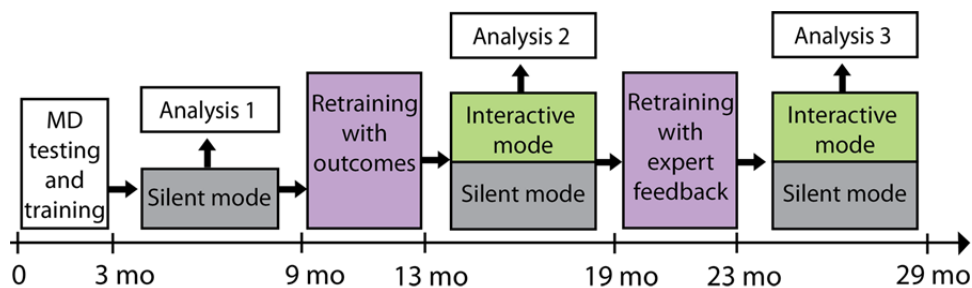 MD
testing
and
training
Analysis 1
Silent mode
Retraining
with
outcomes
Analysis 2
Interactive
mode
Silent mode
Retraining
with
expert
feedback
Analysis 3
Interactive
mode
Silent mode
0
3 mo
9 mo
13 mo
19 mo
23 mo
29 mo